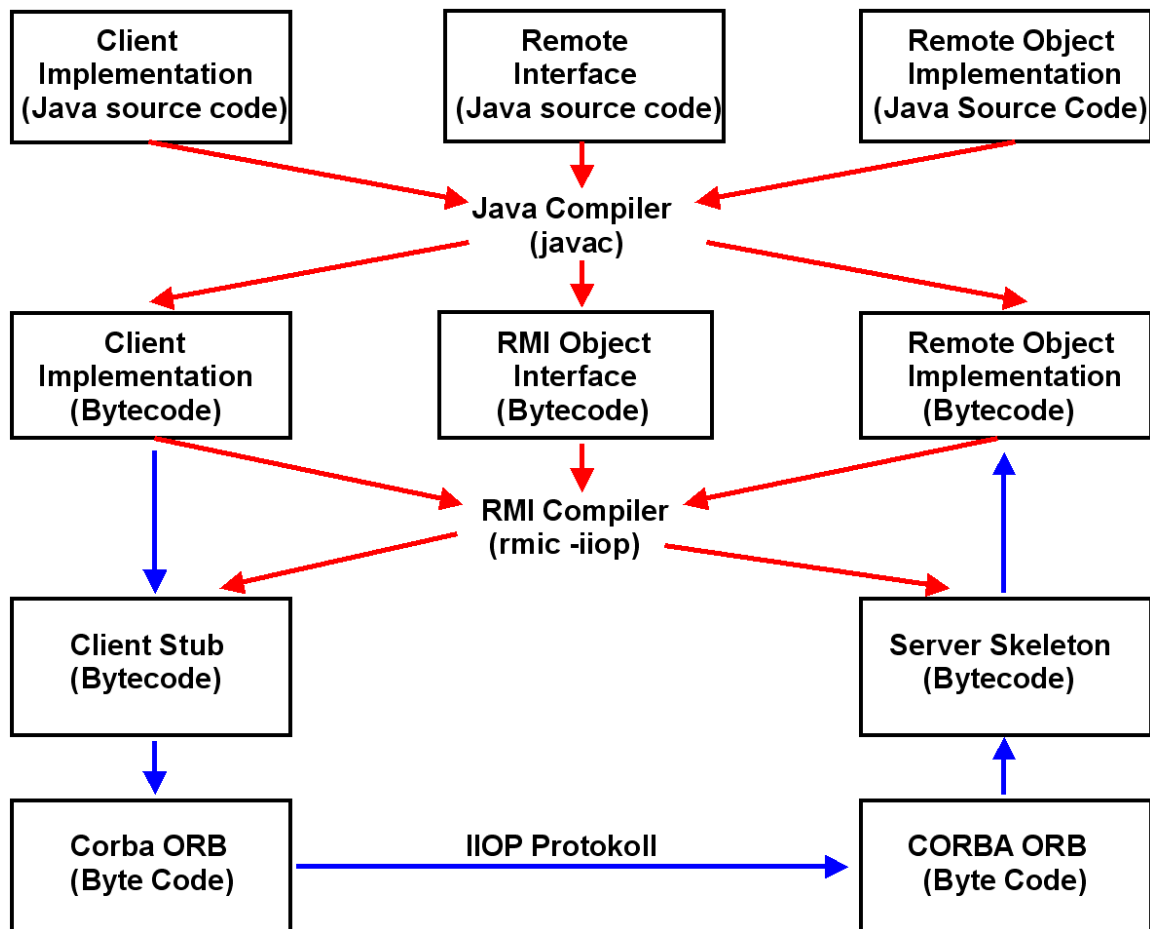 Client
Implementation
(Java source code)
Remote
Interface
(Java source code)
Remote Object
Implementation
(Java Source Code)
Java Compiler
(javac)
Client
Implementation
(Bytecode)
RMI Object
Interface
(Bytecode)
Remote Object
Implementation
(Bytecode)
RMI Compiler
(rmic -iiop)
Client Stub
(Bytecode)
Server Skeleton
(Bytecode)
Corba ORB
(Byte Code)
IIOP Protokoll
CORBA ORB
(Byte Code)